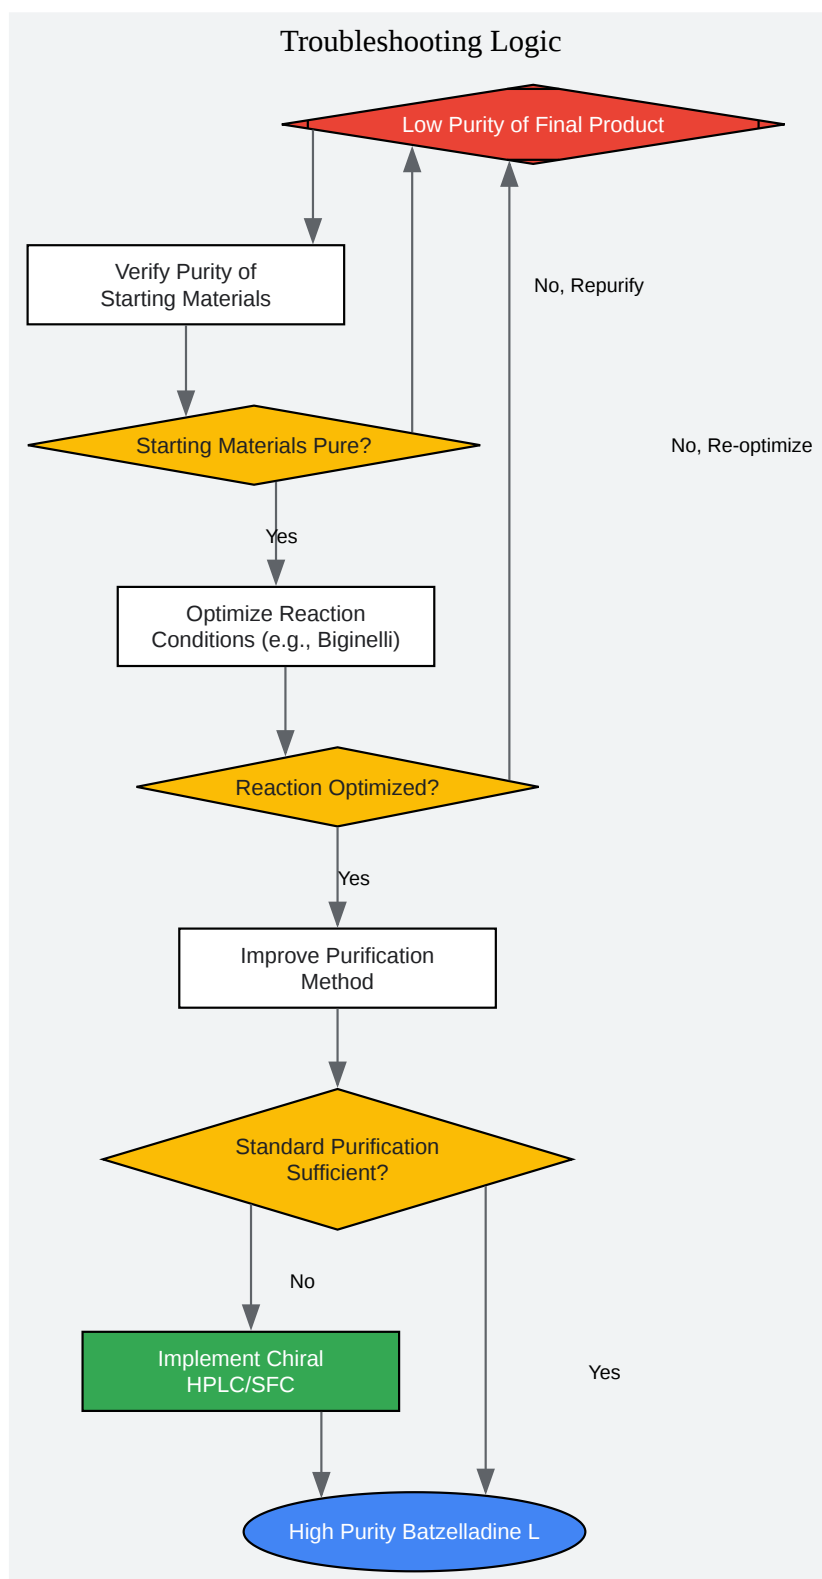 Troubleshooting Logic
Low Purity of Final Product
Verify Purity of
Starting Materials
No, Repurify
Starting Materials Pure?
No, Re-optimize
Yes
Optimize Reaction
Conditions (e.g., Biginelli)
Reaction Optimized?
Yes
Improve Purification
Method
Standard Purification
Sufficient?
No
Implement Chiral
HPLC/SFC
Yes
High Purity Batzelladine L